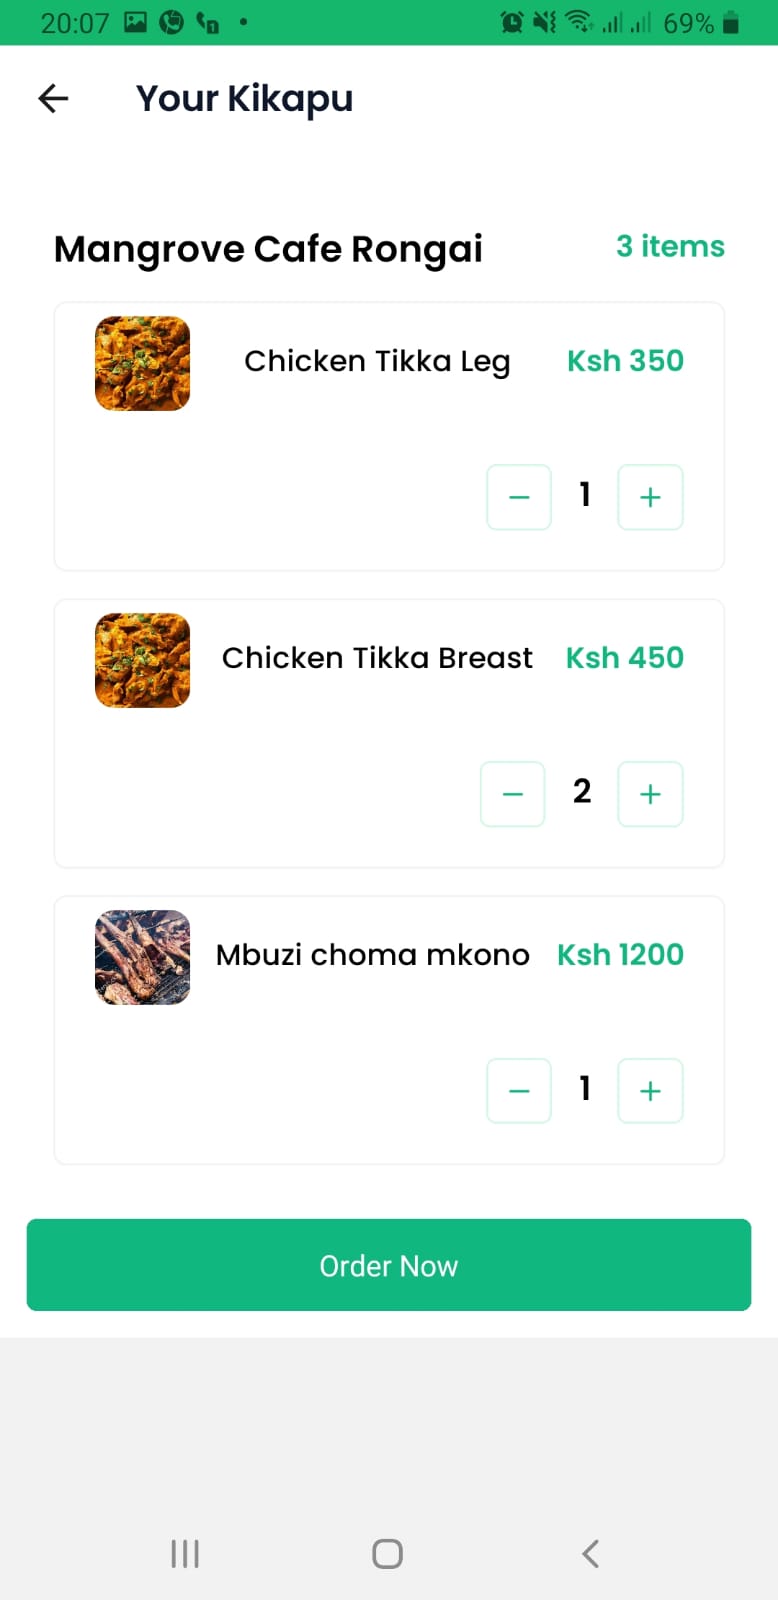 20:07 69%
Your Kikapu
Mangrove Cafe Rongai 3 items
Chicken Tikka Leg Ksh 350
− 1 +
Chicken Tikka Breast Ksh 450
− 2 +
Mbuzi choma mkono Ksh 1200
− 1 +
Order Now